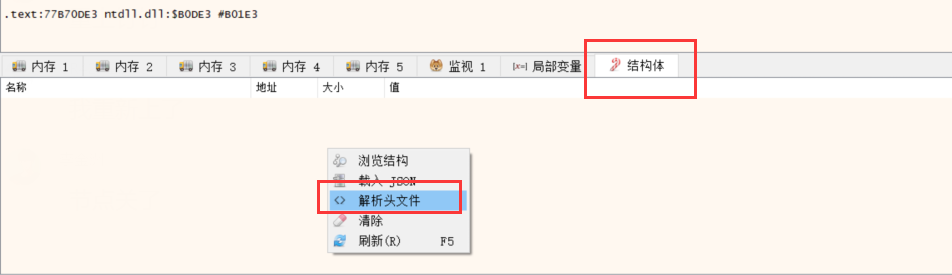 .text:77B70DE3 ntdll.dll:$B0DE3 #B01E3
内存 1 内存 2 内存 3 内存 4 内存 5 监视 1 [x=] 局部变量 结构体
名称 地址 大小 值
浏览结构
载入 JSON
解析头文件
清除
刷新(R) F5